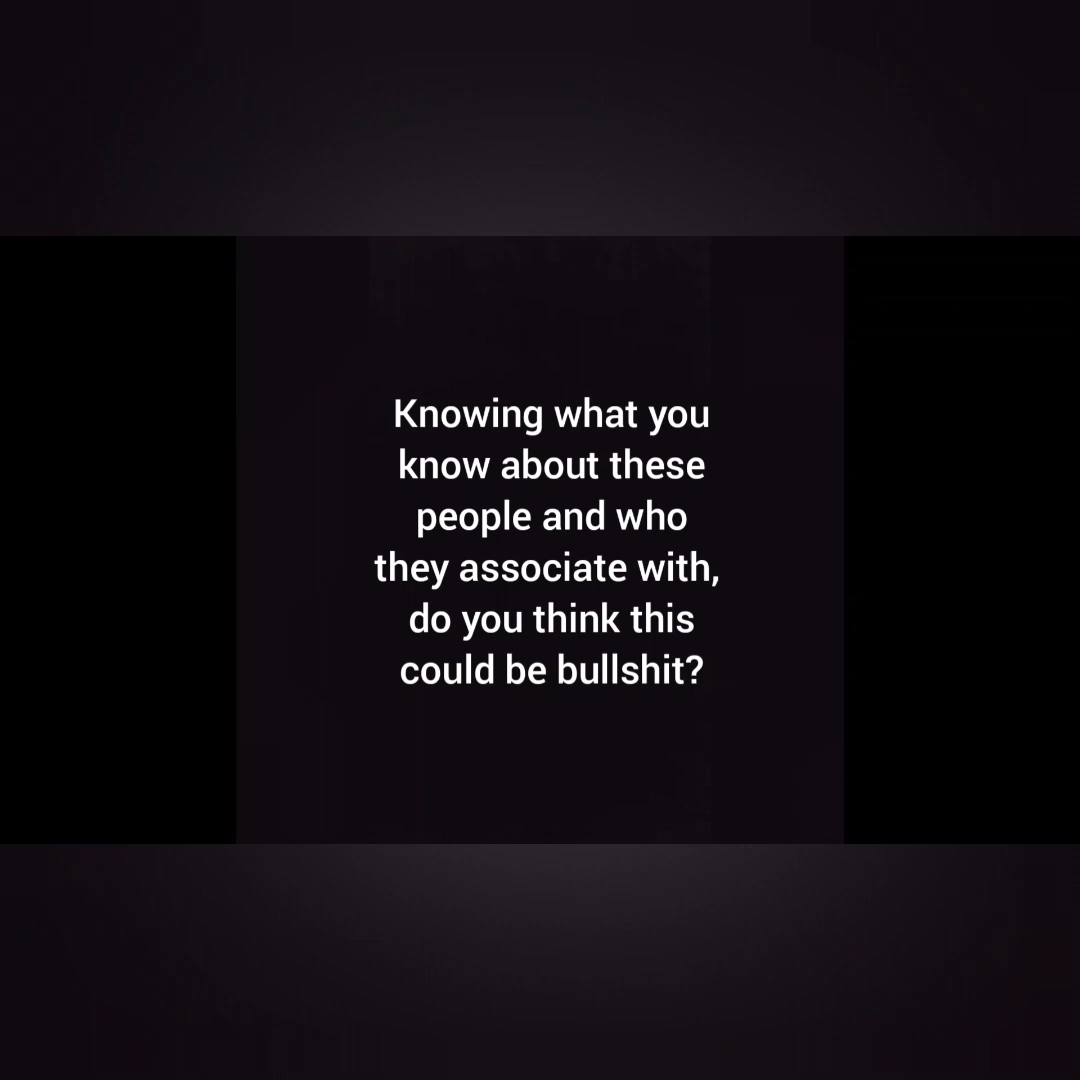 Knowing what you
know about these
people and who
they associate with,
do you think this
could be bullshit?